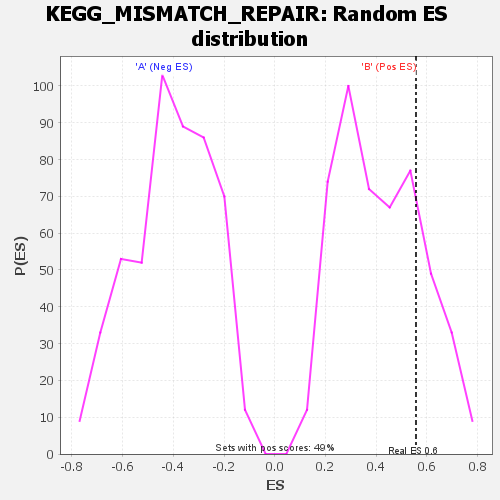 KEGG_MISMATCH_REPAIR: Random ES
distribution
'A' (Neg ES)
'B' (Pos ES)
100
90
80
70
60
50
40
30
20
10
0
P(ES)
Sets with pos scores: 49%
Real ES 0.6
-0.8 -0.6 -0.4 -0.2 0.0 0.2 0.4 0.6 0.8
ES